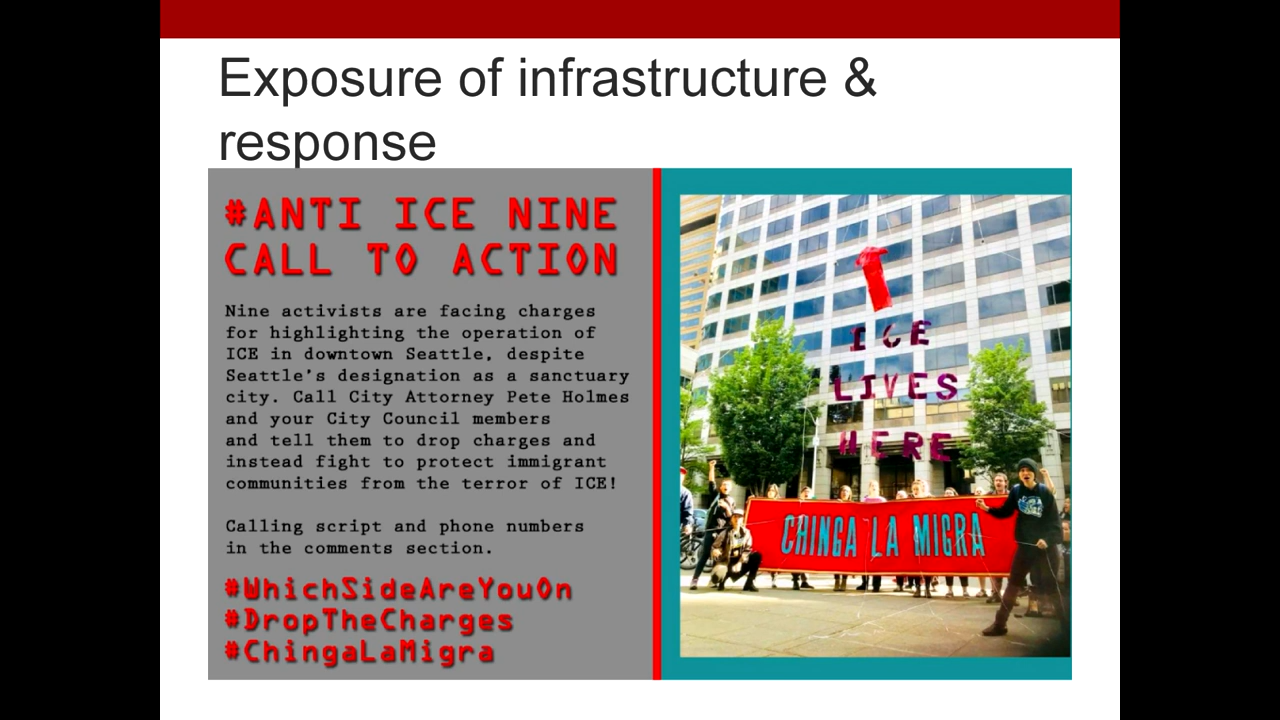 Exposure of infrastructure &
response
#ANTI ICE NINE
CALL TO ACTION
Nine activists are facing charges
for highlighting the operation of
ICE in downtown Seattle, despite
Seattle's designation as a sanctuary
city. Call City Attorney Pete Holmes
and your City Council members
and tell them to drop charges and
instead fight to protect immigrant
communities from the terror of ICE!
Calling script and phone numbers
in the comments section.
#WhichSideAreYouOn
#DropTheCharges
#ChingaLaMigra
ICE
LIVES
HERE
CHINGA LA MIGRA